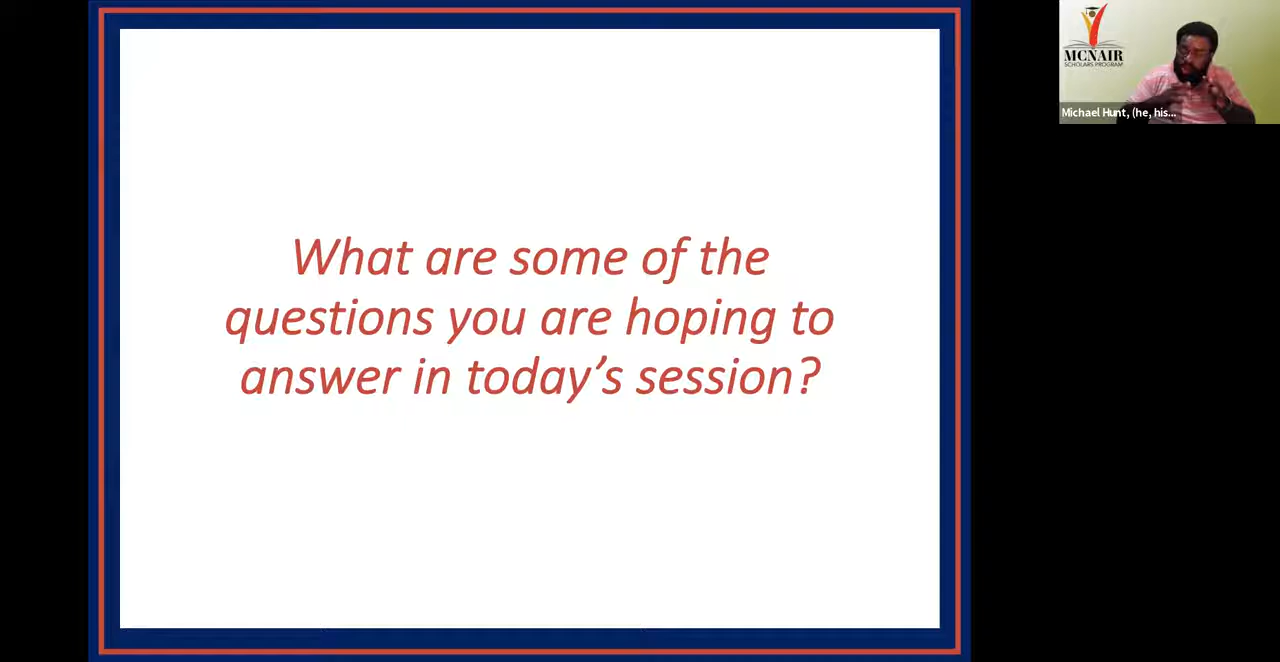 What are some of the
questions you are hoping to
answer in today’s session?
MCNAIR
SCHOLARS PROGRAM
Michael Hunt, (he, his...